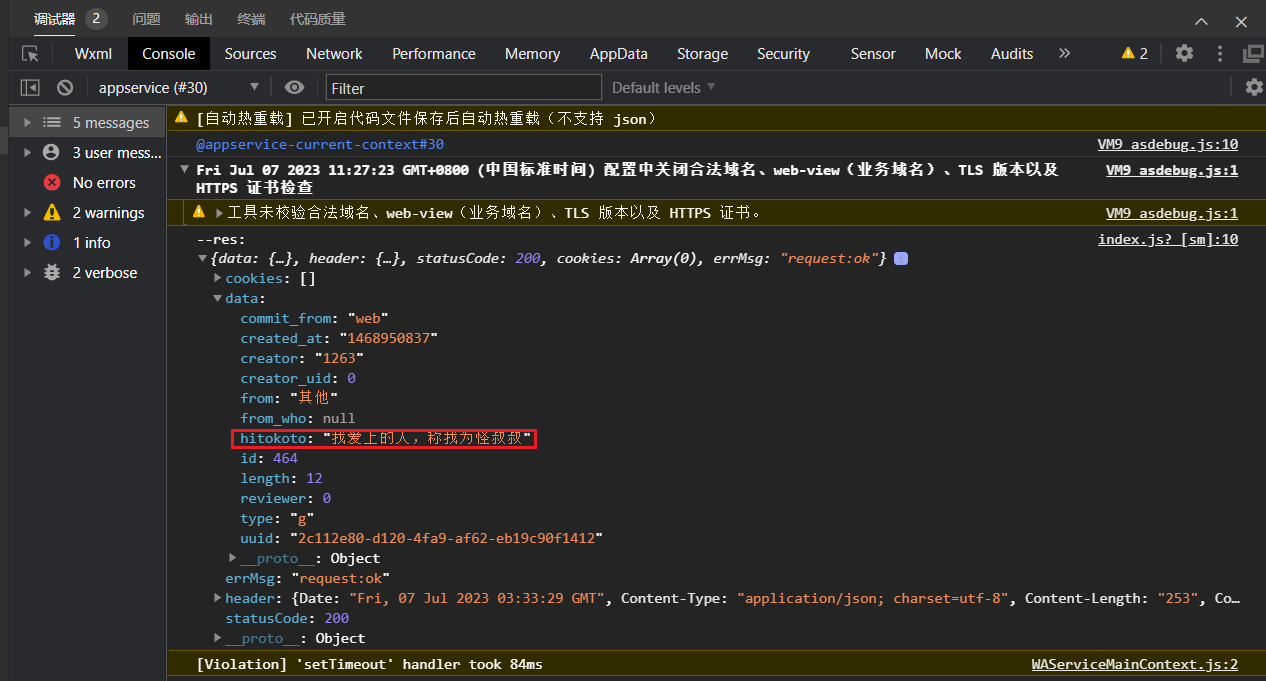 调试器 2 问题 输出 终端 代码质量
Wxml Console Sources Network Performance Memory AppData Storage Security Sensor Mock Audits » 2
appservice (#30) Filter Default levels
5 messages
3 user mess...
No errors
2 warnings
1 info
2 verbose
[自动热重载] 已开启代码文件保存后自动热重载（不支持 json）
@appservice-current-context#30 VM9 asdebug.js:10
Fri Jul 07 2023 11:27:23 GMT+0800 (中国标准时间) 配置中关闭合法域名、web-view（业务域名）、TLS 版本以及 VM9 asdebug.js:1
HTTPS 证书检查
工具未校验合法域名、web-view（业务域名）、TLS 版本以及 HTTPS 证书。 VM9 asdebug.js:1
--res: index.js? [sm]:10
{data: {…}, header: {…}, statusCode: 200, cookies: Array(0), errMsg: "request:ok"} i
cookies: []
data:
commit_from: "web"
created_at: "1468950837"
creator: "1263"
creator_uid: 0
from: "其他"
from_who: null
hitokoto: "我爱上的人，称我为怪叔叔"
id: 464
length: 12
reviewer: 0
type: "g"
uuid: "2c112e80-d120-4fa9-af62-eb19c90f1412"
__proto__: Object
errMsg: "request:ok"
header: {Date: "Fri, 07 Jul 2023 03:33:29 GMT", Content-Type: "application/json; charset=utf-8", Content-Length: "253", Co…
statusCode: 200
__proto__: Object
[Violation] 'setTimeout' handler took 84ms WAServiceMainContext.js:2